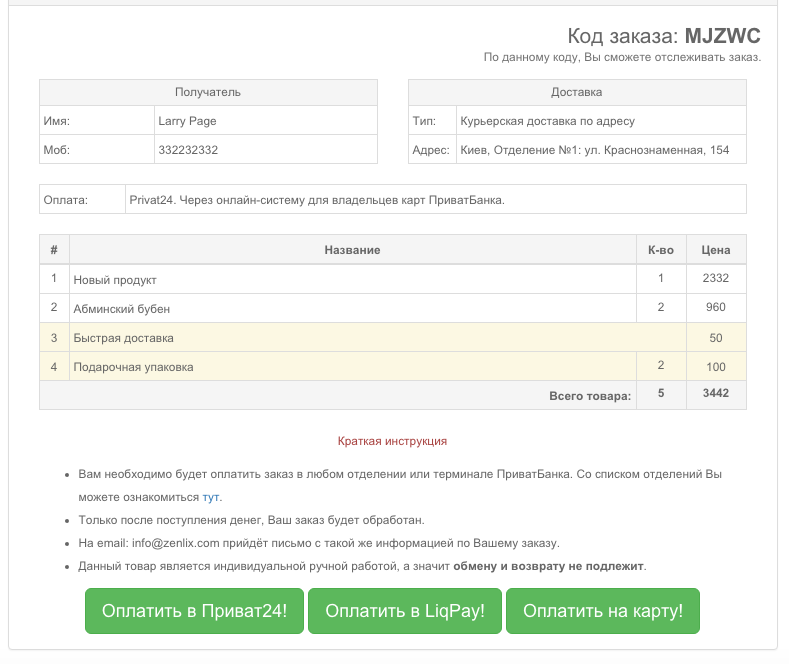 Код заказа: MJZWC
По данному коду, Вы сможете отслеживать заказ.
Получатель
Имя: Larry Page
Моб: 332232332
Доставка
Тип: Курьерская доставка по адресу
Адрес: Киев, Отделение №1: ул. Краснознаменная, 154
Оплата: Privat24. Через онлайн-систему для владельцев карт ПриватБанка.
# Название К-во Цена
1 Новый продукт 1 2332
2 Абминский бубен 2 960
3 Быстрая доставка 50
4 Подарочная упаковка 2 100
Всего товара: 5 3442
Краткая инструкция
• Вам необходимо будет оплатить заказ в любом отделении или терминале ПриватБанка. Со списком отделений Вы
можете ознакомиться тут.
• Только после поступления денег, Ваш заказ будет обработан.
• На email: info@zenlix.com прийдёт письмо с такой же информацией по Вашему заказу.
• Данный товар является индивидуальной ручной работой, а значит обмену и возврату не подлежит.
Оплатить в Приват24! Оплатить в LiqPay! Оплатить на карту!